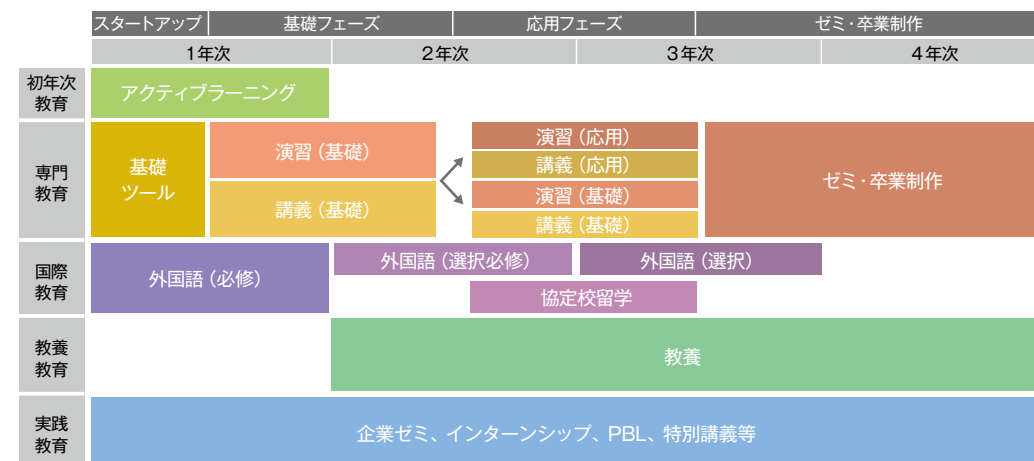 スタートアップ
基礎フェーズ
応用フェーズ
ゼミ・卒業制作
1年次
2年次
3年次
4年次
初年次
教育
アクティブラーニング
専門
教育
基礎
ツール
演習（基礎）
講義（基礎）
演習（応用）
講義（応用）
演習（基礎）
講義（基礎）
ゼミ・卒業制作
国際
教育
外国語（必修）
外国語（選択必修）
外国語（選択）
協定校留学
教養
教育
教養
実践
教育
企業ゼミ、インターンシップ、PBL、特別講義等